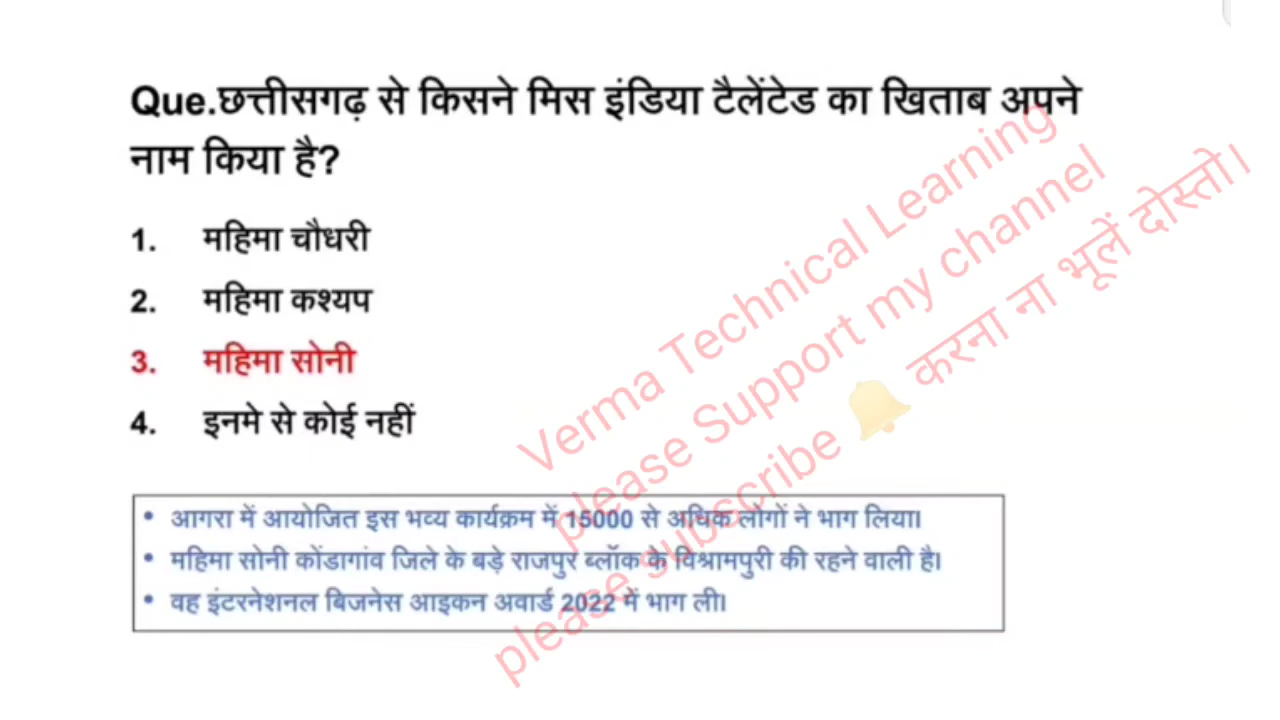 Que.छत्तीसगढ़ से किसने मिस इंडिया टैलेंटेड का खिताब अपने
नाम किया है?
1. महिमा चौधरी
2. महिमा कश्यप
3. महिमा सोनी
4. इनमे से कोई नहीं
• आगरा में आयोजित इस भव्य कार्यक्रम में 15000 से अधिक लोगों ने भाग लिया।
• महिमा सोनी कोंडागांव जिले के बड़े राजपुर ब्लॉक के विश्रामपुरी की रहने वाली है।
• वह इंटरनेशनल बिजनेस आइकन अवार्ड 2022 में भाग ली।
Verma Technical Learning
please Support my channel
please subscribe 🔔 करना ना भूलें दोस्तो।